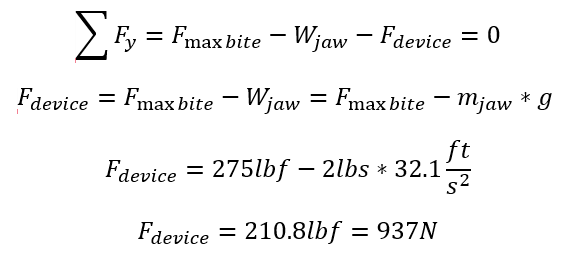 ∑ F_y = F_max bite − W_jaw − F_device = 0
F_device = F_max bite − W_jaw = F_max bite − m_jaw * g
F_device = 275lbf − 2lbs * 32.1 ft/s²
F_device = 210.8lbf = 937N